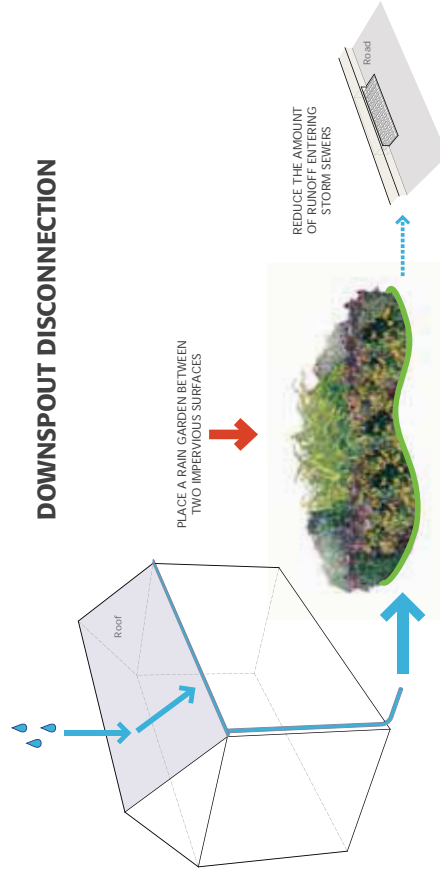 DOWNSPOUT DISCONNECTION
Roof
PLACE A RAIN GARDEN BETWEEN
TWO IMPERVIOUS SURFACES
REDUCE THE AMOUNT
OF RUNOFF ENTERING
STORM SEWERS
Road